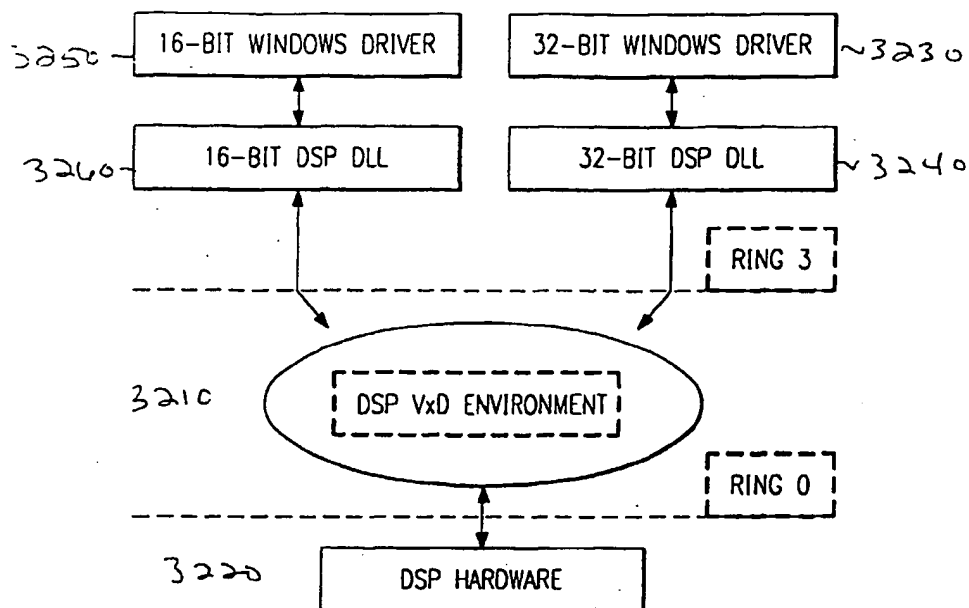 3250 16-BIT WINDOWS DRIVER 32-BIT WINDOWS DRIVER 3230
3260 16-BIT DSP DLL 32-BIT DSP DLL 3240
RING 3
3210 DSP VxD ENVIRONMENT
RING 0
3220 DSP HARDWARE